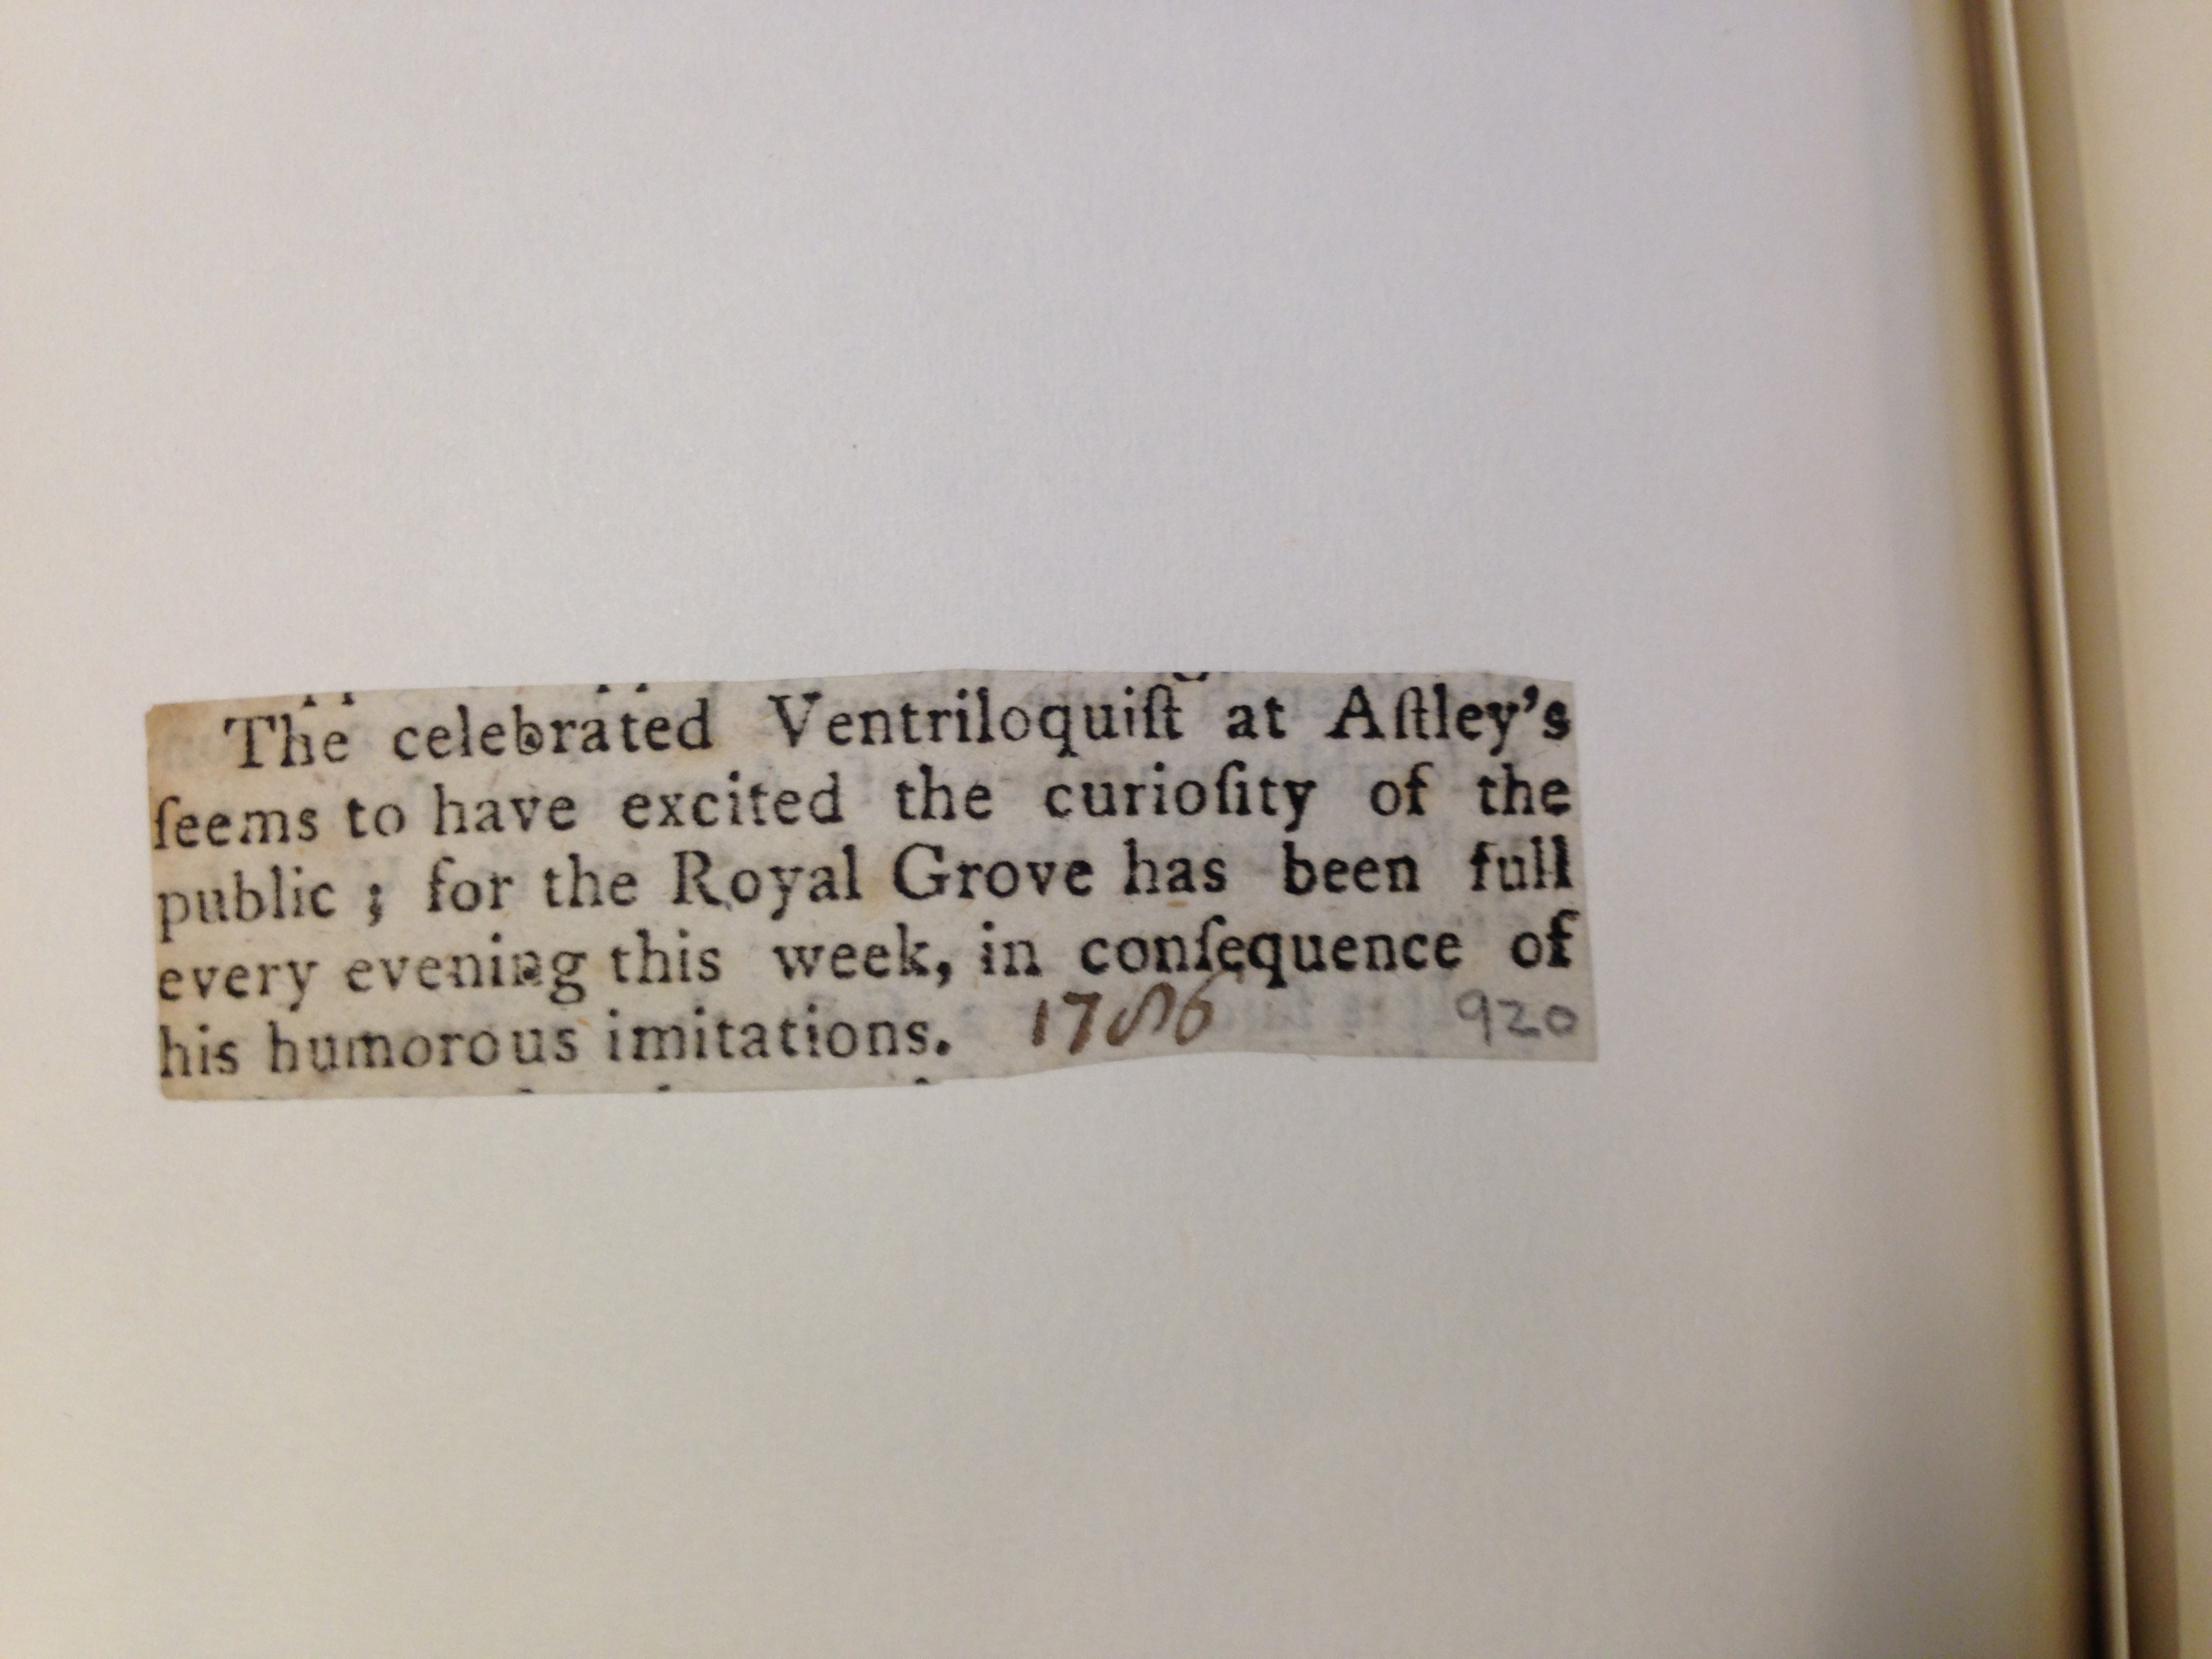 The celebrated Ventriloquiſt at Aſtley's
ſeems to have excited the curioſity of the
public ; for the Royal Grove has been full
every evening this week, in conſequence of
his humorous imitations. 1786 920